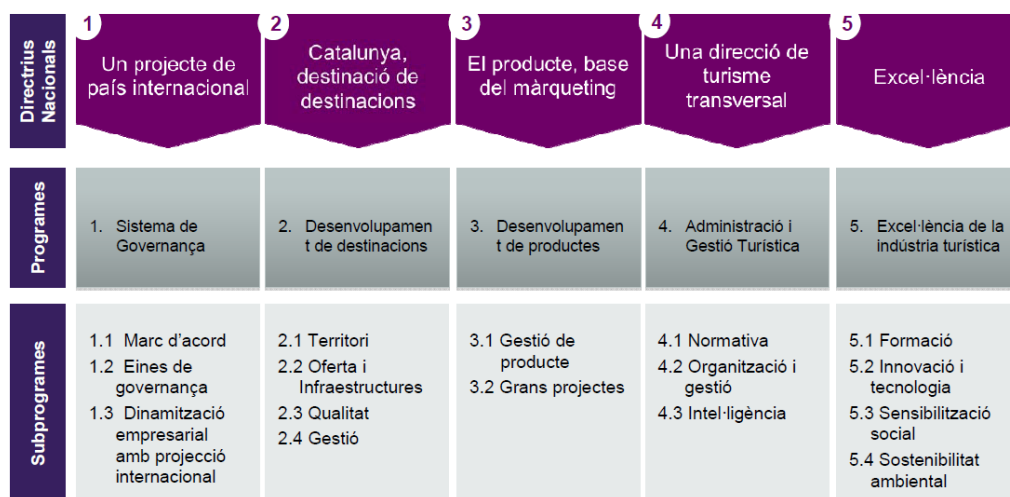 Directrius
Nacionals
1
Un projecte de
país internacional
2
Catalunya,
destinació de
destinacions
3
El producte, base
del màrqueting
4
Una direcció de
turisme
transversal
5
Excel·lència
Programes
1. Sistema de
Governança
2. Desenvolupamen
t de destinacions
3. Desenvolupamen
t de productes
4. Administració i
Gestió Turística
5. Excel·lència de la
indústria turística
Subprogrames
1.1 Marc d'acord
1.2 Eines de
governança
1.3 Dinamització
empresarial
amb projecció
internacional
2.1 Territori
2.2 Oferta i
Infraestructures
2.3 Qualitat
2.4 Gestió
3.1 Gestió de
producte
3.2 Grans projectes
4.1 Normativa
4.2 Organització i
gestió
4.3 Intel·ligència
5.1 Formació
5.2 Innovació i
tecnologia
5.3 Sensibilització
social
5.4 Sostenibilitat
ambiental